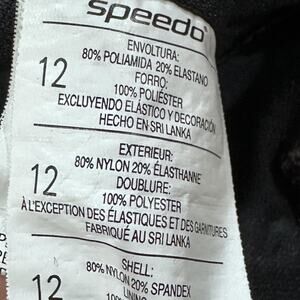 speedo
ENVOLTURA:
12
80% POLIAMIDA 20% ELASTANO
FORRO:
100% POLIÉSTER
EXCLUYENDO ELÁSTICO Y DECORACIÓN
HECHO EN SRI LANKA
EXTERIEUR:
12
80% NYLON 20% ÉLASTHANNE
DOUBLURE:
100% POLYESTER
À L'EXCEPTION DES ÉLASTIQUES ET DES GARNITURES
FABRIQUÉ AU SRI LANKA
SHELL:
12
80% NYLON 20% SPANDEX